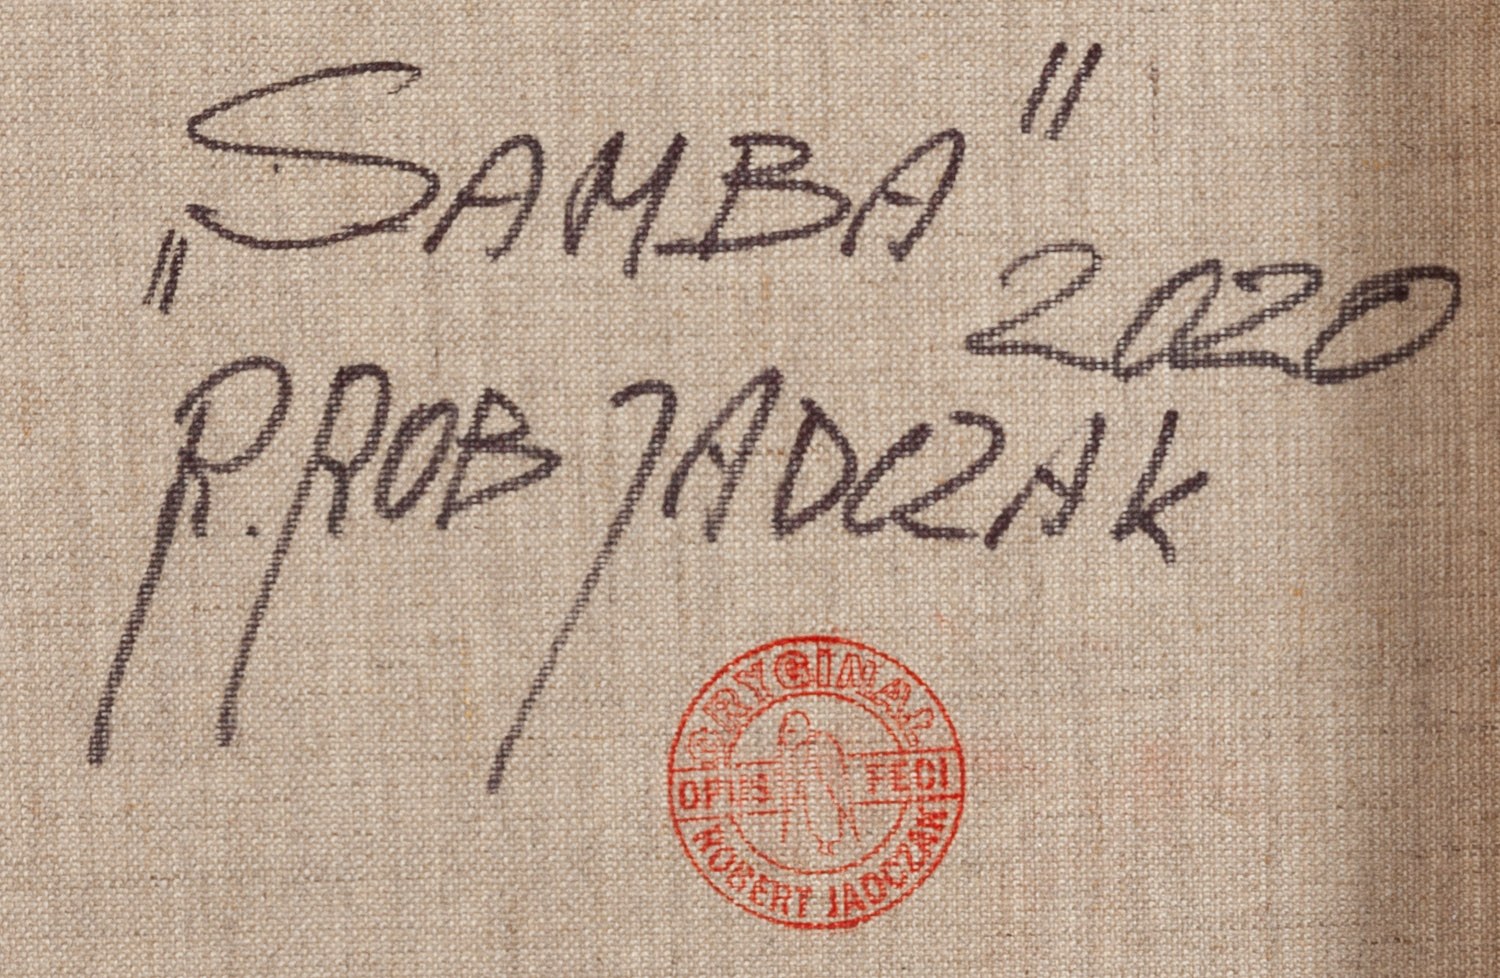 „SAMBA"
2020
R. ROB JADCZAK
ORYGINAŁ
OPUS FECI
ROBERT JADCZAK